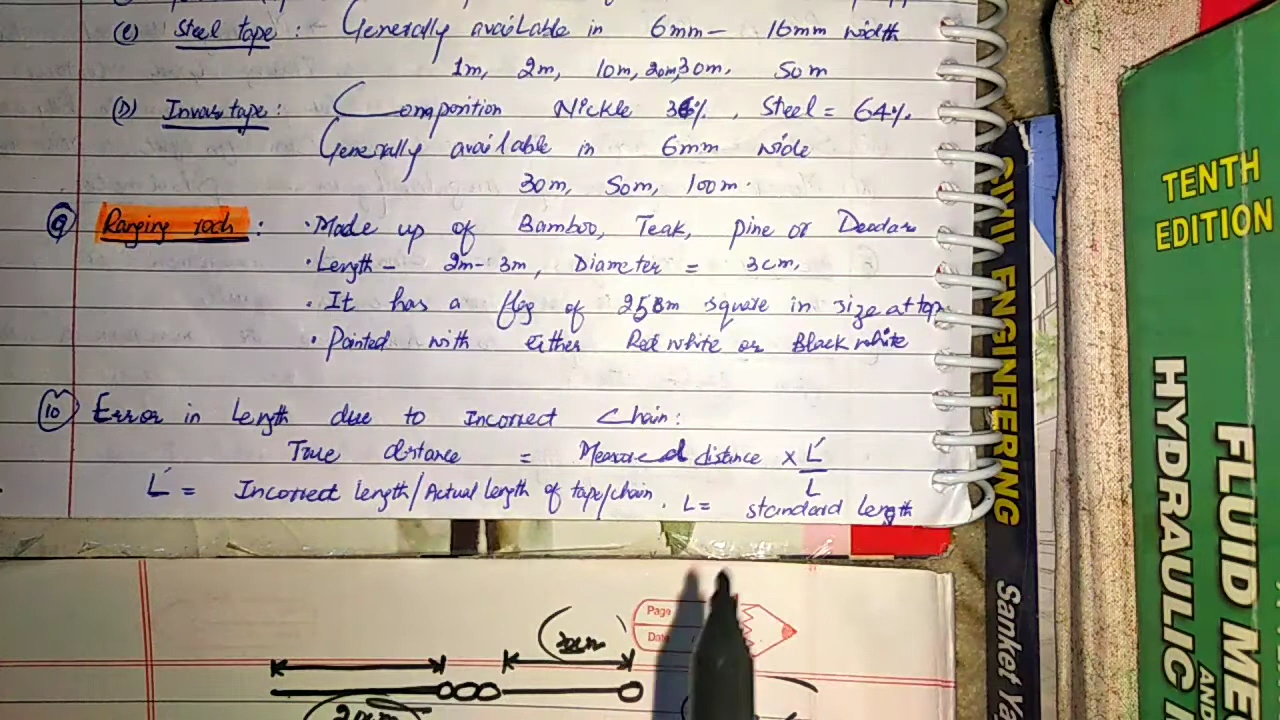 (c) Steel tape : Generally available in 6mm - 16mm width
1m, 2m, 10m, 20m, 30m, 50m
(D) Invar tape : Composition Nickle 36%, Steel = 64%.
Generally available in 6mm wide
30m, 50m, 100m.
(9) Ranging rods : · Made up of Bamboo, Teak, pine or Deodar
· Length - 2m - 3m, Diameter = 3cm,
· It has a flag of 25cm square in size at top
· Painted with either Red white or Black white
(10) Error in Length due to Incorrect Chain :
True distance = Measured distance × L'/L
L' = Incorrect length/Actual length of tape/chain. L = standard length
Page
Date
TENTH
EDITION
FLUID ME
AND
HYDRAULIC
CIVIL ENGINEERING
Sanket Ya